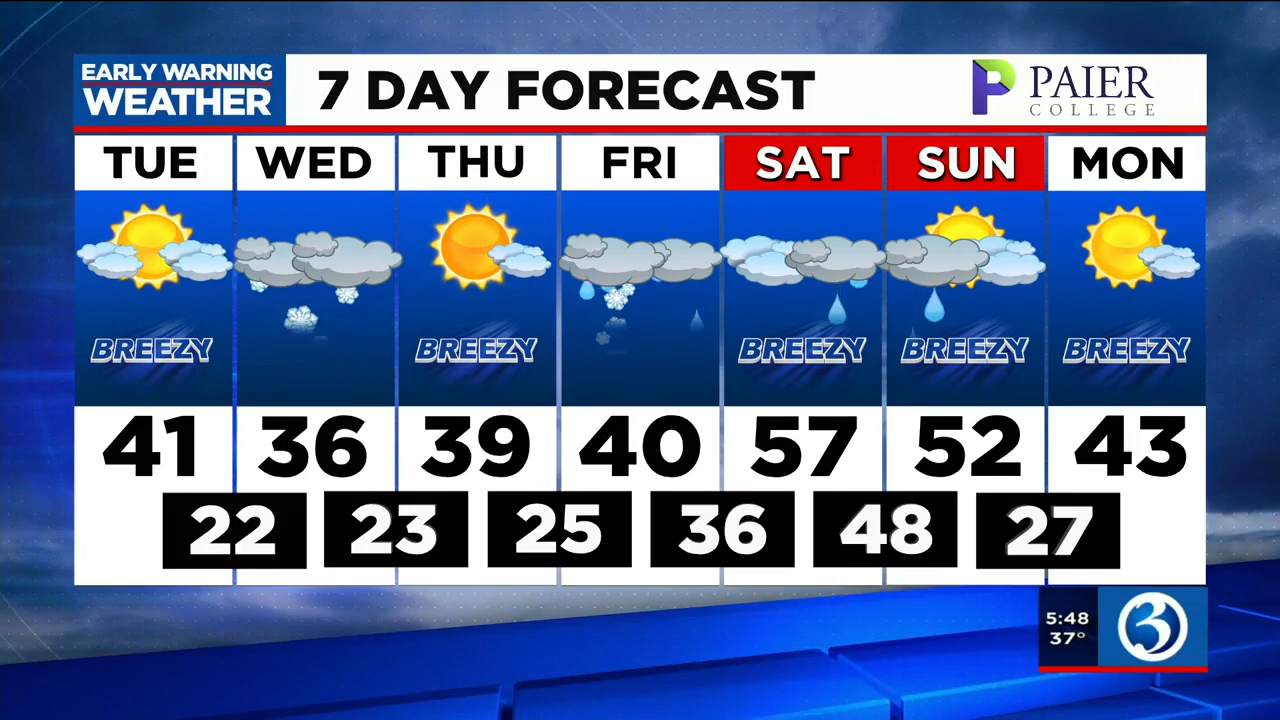 EARLY WARNING
WEATHER
7 DAY FORECAST
PAIER
COLLEGE
TUE WED THU FRI SAT SUN MON
BREEZY BREEZY BREEZY BREEZY BREEZY
41 36 39 40 57 52 43
22 23 25 36 48 27
5:48
37°
3